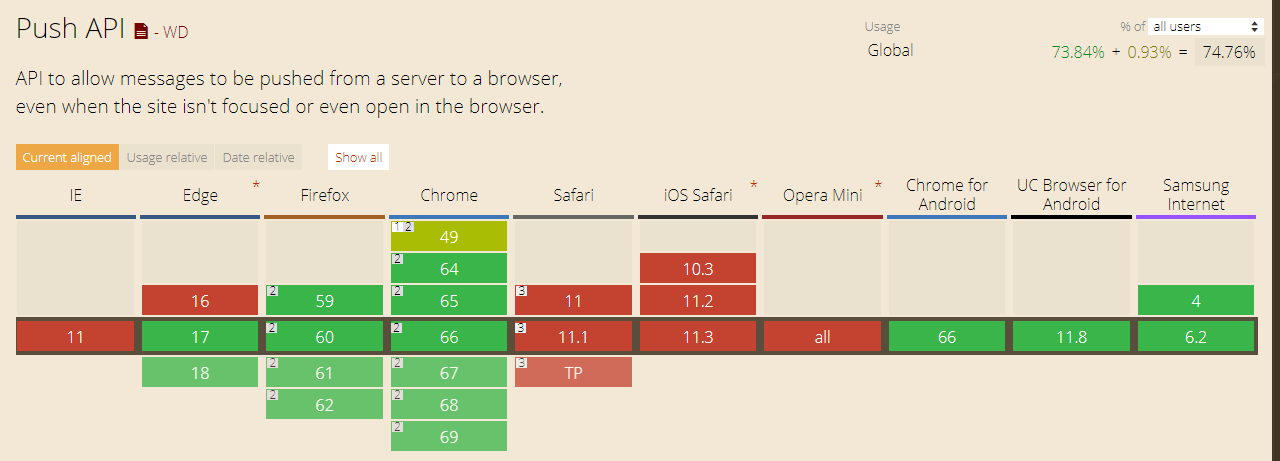 Push API - WD
Usage % of all users
Global 73.84% + 0.93% = 74.76%
API to allow messages to be pushed from a server to a browser,
even when the site isn't focused or even open in the browser.
Current aligned Usage relative Date relative Show all
IE Edge * Firefox Chrome Safari iOS Safari * Opera Mini * Chrome for Android UC Browser for Android Samsung Internet
1 2 49
2 64 10.3
16 2 59 2 65 3 11 11.2 4
11 17 2 60 2 66 3 11.1 11.3 all 66 11.8 6.2
18 2 61 2 67 3 TP
2 62 2 68
2 69